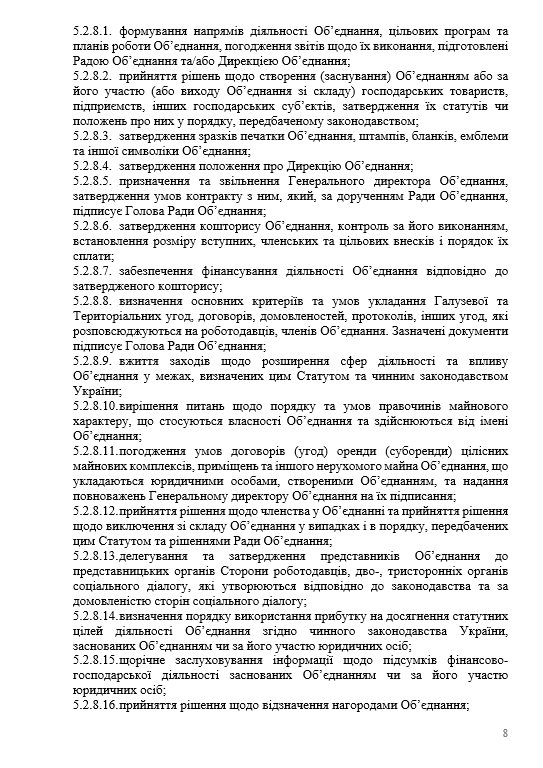 5.2.8.1. формування напрямів діяльності Об’єднання, цільових програм та
планів роботи Об’єднання, погодження звітів щодо їх виконання, підготовлені
Радою Об’єднання та/або Дирекцією Об’єднання;
5.2.8.2. прийняття рішень щодо створення (заснування) Об’єднанням або за
його участю (або виходу Об’єднання зі складу) господарських товариств,
підприємств, інших господарських суб’єктів, затвердження їх статутів чи
положень про них у порядку, передбаченому законодавством;
5.2.8.3. затвердження зразків печатки Об’єднання, штампів, бланків, емблеми
та іншої символіки Об’єднання;
5.2.8.4. затвердження положення про Дирекцію Об’єднання;
5.2.8.5. призначення та звільнення Генерального директора Об’єднання,
затвердження умов контракту з ним, який, за дорученням Ради Об’єднання,
підписує Голова Ради Об’єднання;
5.2.8.6. затвердження кошторису Об’єднання, контроль за його виконанням,
встановлення розміру вступних, членських та цільових внесків і порядок їх
сплати;
5.2.8.7. забезпечення фінансування діяльності Об’єднання відповідно до
затвердженого кошторису;
5.2.8.8. визначення основних критеріїв та умов укладання Галузевої та
Територіальних угод, договорів, домовленостей, протоколів, інших угод, які
розповсюджуються на роботодавців, членів Об’єднання. Зазначені документи
підписує Голова Ради Об’єднання;
5.2.8.9. вжиття заходів щодо розширення сфер діяльності та впливу
Об’єднання у межах, визначених цим Статутом та чинним законодавством
України;
5.2.8.10.вирішення питань щодо порядку та умов правочинів майнового
характеру, що стосуються власності Об’єднання та здійснюються від імені
Об’єднання;
5.2.8.11.погодження умов договорів (угод) оренди (суборенди) цілісних
майнових комплексів, приміщень та іншого нерухомого майна Об’єднання, що
укладаються юридичними особами, створеними Об’єднанням, та надання
повноважень Генеральному директору Об’єднання на їх підписання;
5.2.8.12.прийняття рішення щодо членства у Об’єднанні та прийняття рішення
щодо виключення зі складу Об’єднання у випадках і в порядку, передбачених
цим Статутом та рішеннями Ради Об’єднання;
5.2.8.13.делегування та затвердження представників Об’єднання до
представницьких органів Сторони роботодавців, дво-, тристоронніх органів
соціального діалогу, які утворюються відповідно до законодавства та за
домовленістю сторін соціального діалогу;
5.2.8.14.визначення порядку використання прибутку на досягнення статутних
цілей діяльності Об’єднання згідно чинного законодавства України,
заснованих Об’єднанням чи за його участю юридичних осіб;
5.2.8.15.щорічне заслуховування інформації щодо підсумків фінансово-
господарської діяльності заснованих Об’єднанням чи за його участю
юридичних осіб;
5.2.8.16.прийняття рішення щодо відзначення нагородами Об’єднання;
8